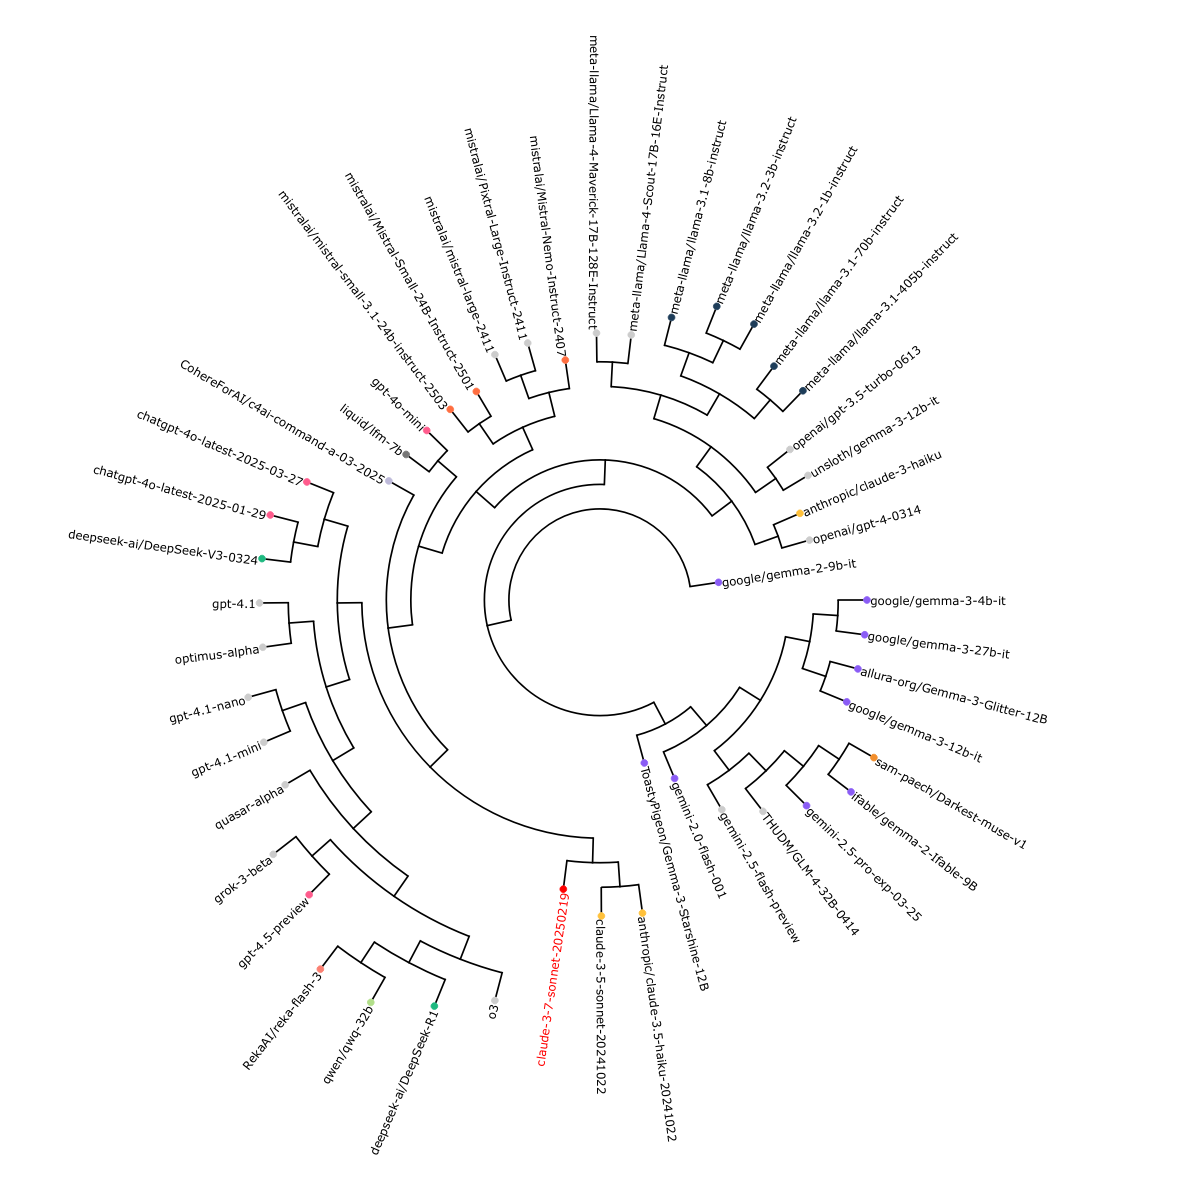 meta-llama/Llama-4-Maverick-17B-128E-Instruct
meta-llama/Llama-4-Scout-17B-16E-Instruct
meta-llama/llama-3.1-8b-instruct
meta-llama/llama-3.2-3b-instruct
meta-llama/llama-3.2-1b-instruct
meta-llama/llama-3.1-70b-instruct
meta-llama/llama-3.1-405b-instruct
openai/gpt-3.5-turbo-0613
unsloth/gemma-3-12b-it
anthropic/claude-3-haiku
openai/gpt-4-0314
google/gemma-2-9b-it
google/gemma-3-4b-it
google/gemma-3-27b-it
allura-org/Gemma-3-Glitter-12B
google/gemma-3-12b-it
sam-paech/Darkest-muse-v1
ifable/gemma-2-Ifable-9B
gemini-2.5-pro-exp-03-25
THUDM/GLM-4-32B-0414
gemini-2.5-flash-preview
gemini-2.0-flash-001
ToastyPigeon/Gemma-3-Starshine-12B
anthropic/claude-3.5-haiku-20241022
claude-3-5-sonnet-20241022
claude-3-7-sonnet-20250219
o3
deepseek-ai/DeepSeek-R1
qwen/qwq-32b
RekaAI/reka-flash-3
gpt-4.5-preview
grok-3-beta
quasar-alpha
gpt-4.1-mini
gpt-4.1-nano
optimus-alpha
gpt-4.1
deepseek-ai/DeepSeek-V3-0324
chatgpt-4o-latest-2025-01-29
chatgpt-4o-latest-2025-03-27
CohereForAI/c4ai-command-a-03-2025
liquid/lfm-7b
gpt-4o-mini
mistralai/mistral-small-3.1-24b-instruct-2503
mistralai/Mistral-Small-24B-Instruct-2501
mistralai/mistral-large-2411
mistralai/Pixtral-Large-Instruct-2411
mistralai/Mistral-Nemo-Instruct-2407